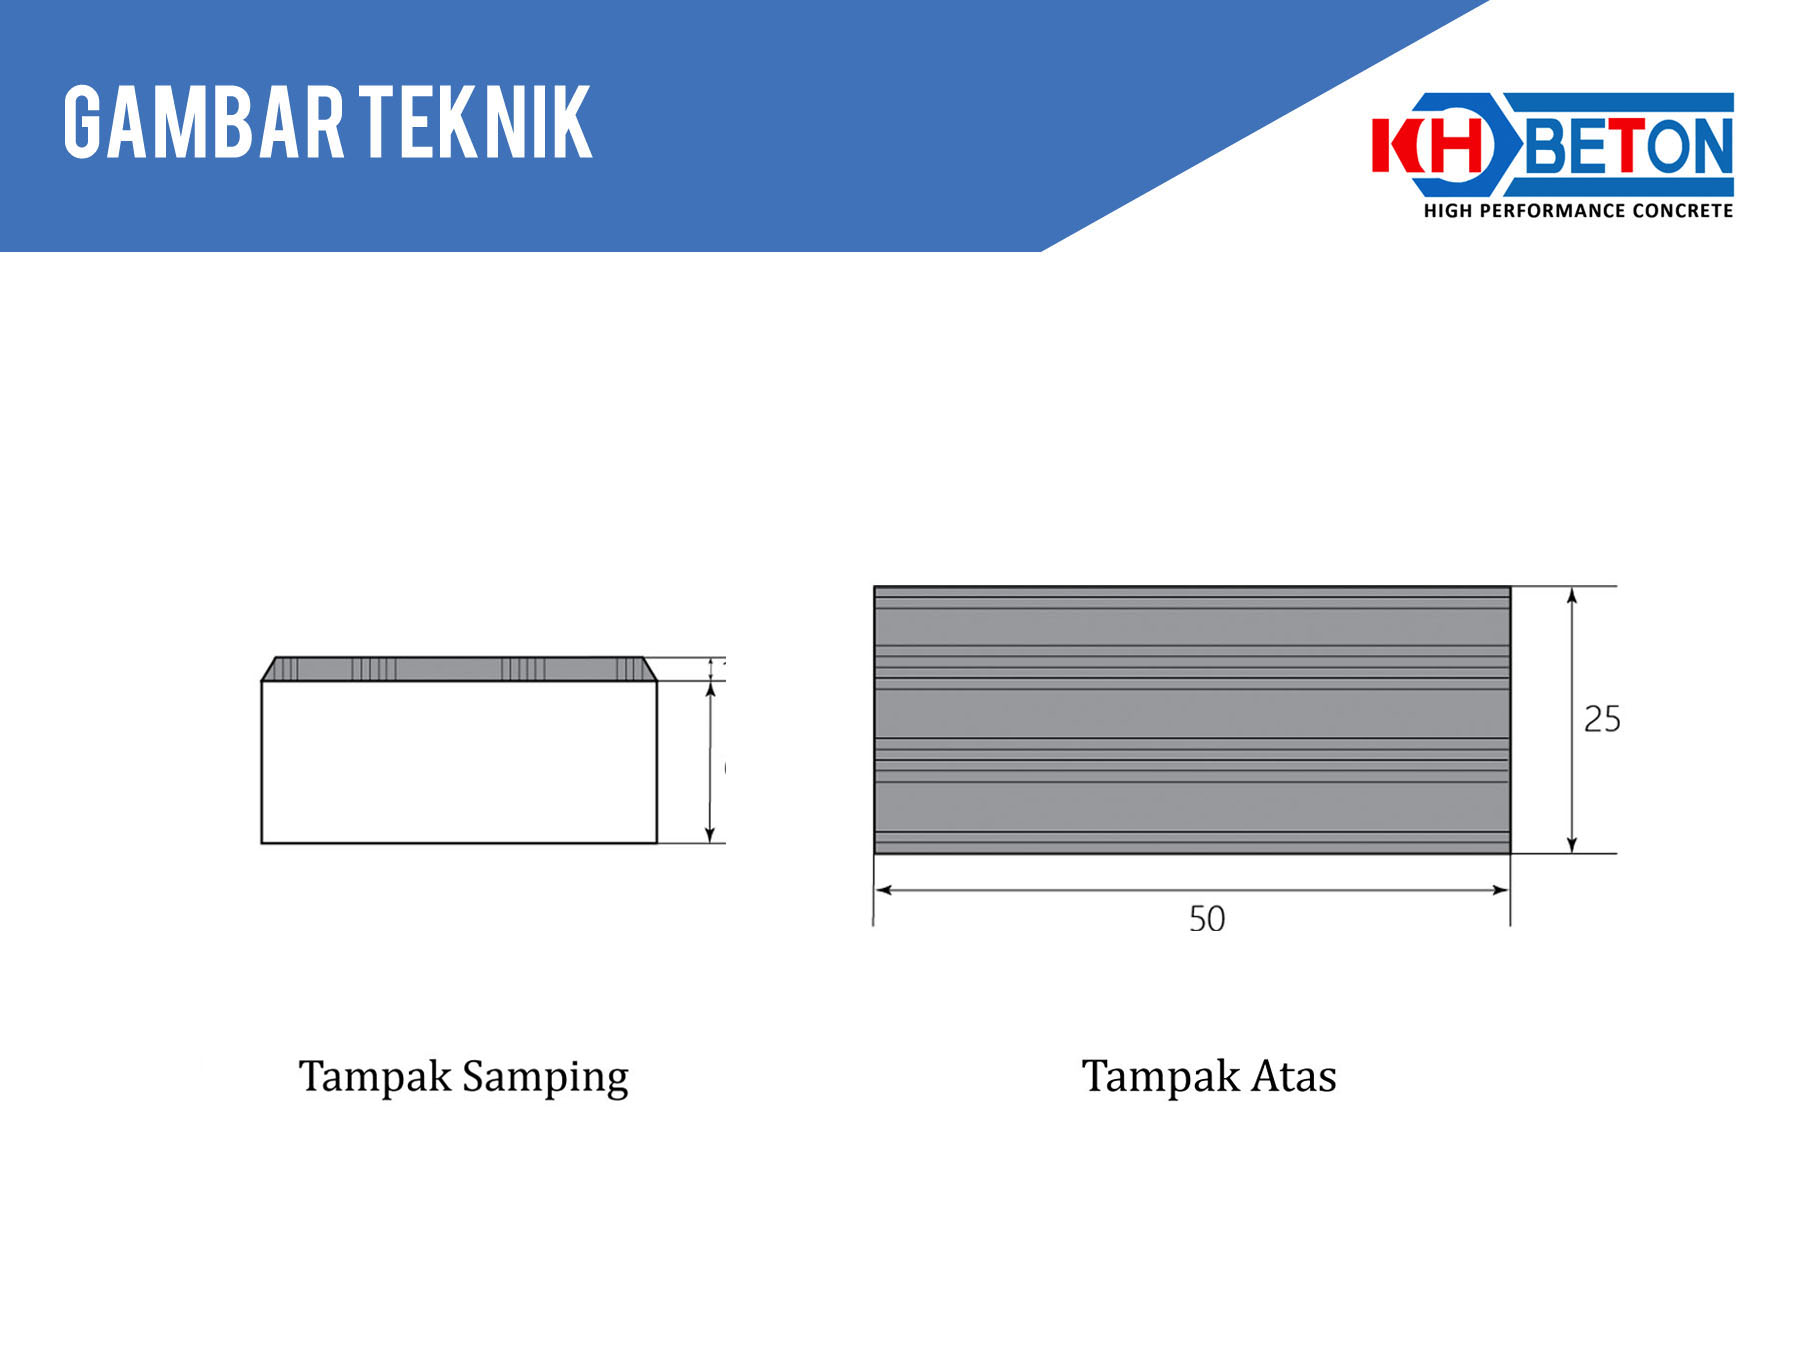 GAMBAR TEKNIK
KH BETON
HIGH PERFORMANCE CONCRETE
25
50
Tampak Samping
Tampak Atas